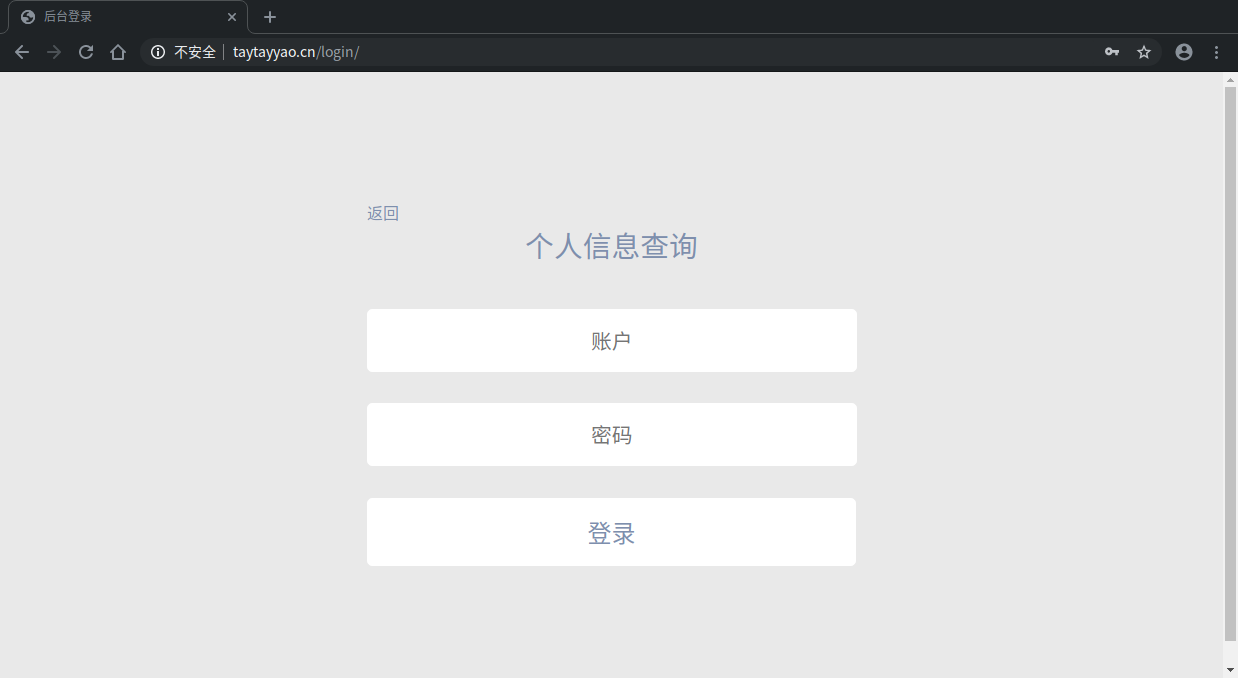 后台登录
不安全 taytayyao.cn/login/
返回
个人信息查询
账户
密码
登录